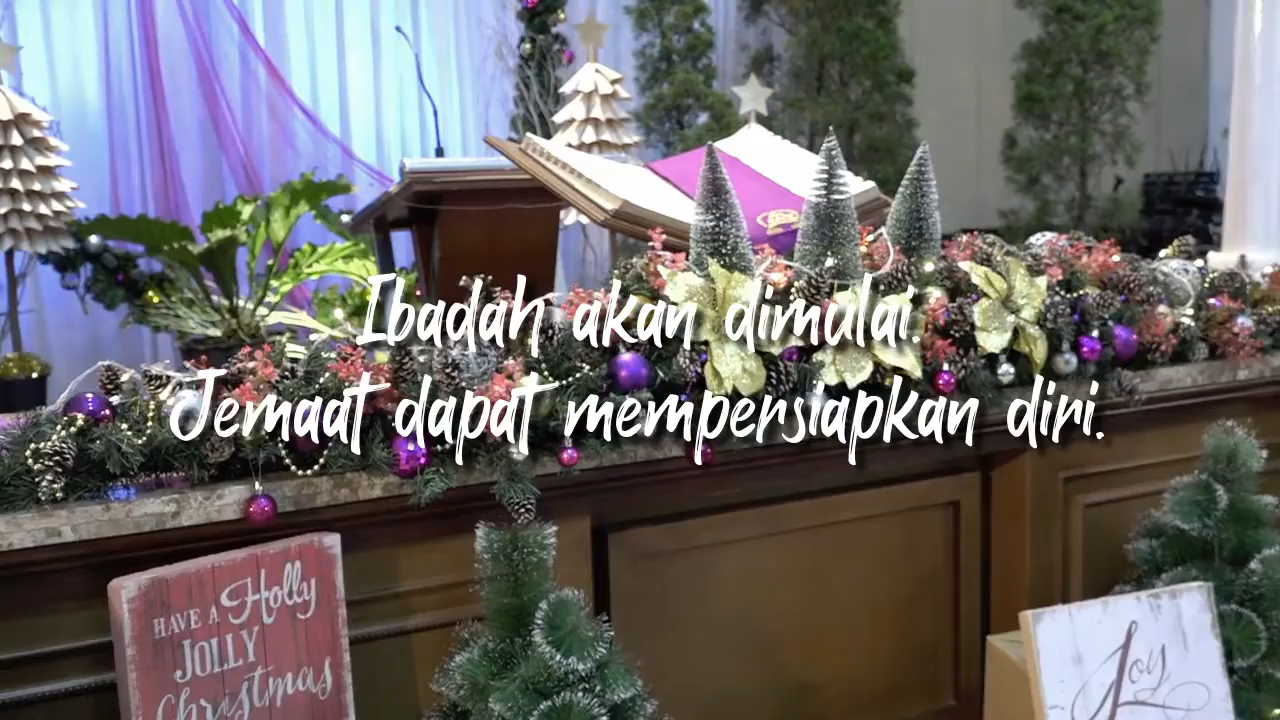 Ibadah akan dimulai.
Jemaat dapat mempersiapkan diri.
HAVE A Holly
JOLLY
Christmas
Joy